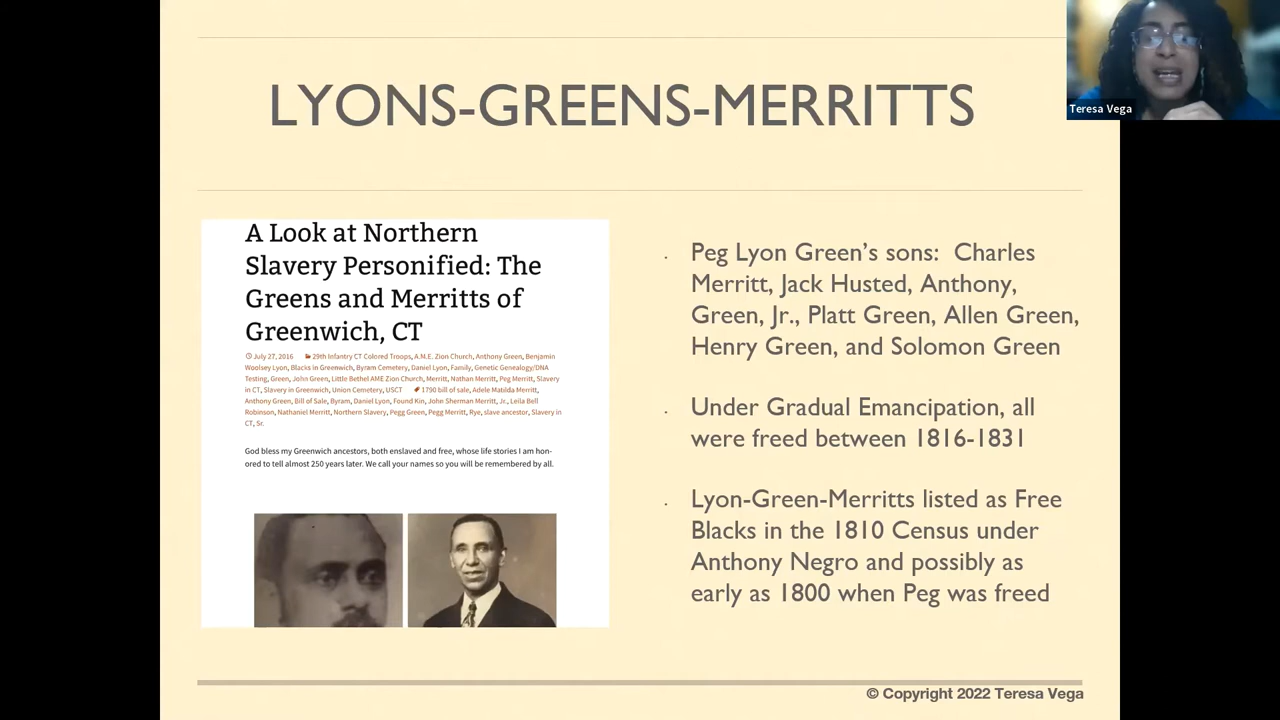 LYONS-GREENS-MERRITTS
Teresa Vega
A Look at Northern
Slavery Personified: The
Greens and Merritts of
Greenwich, CT
July 27, 2016 29th Infantry CT Colored Troops, A.M.E. Zion Church, Anthony Green, Benjamin
Woolsey Lyon, Blacks in Greenwich, Byram Cemetery, Daniel Lyon, Family, Genetic Genealogy/DNA
Testing, Green, John Green, Little Bethel AME Zion Church, Merritt, Nathan Merritt, Peg Merritt, Slavery
in CT, Slavery in Greenwich, Union Cemetery, USCT 1790 bill of sale, Adele Matilda Merritt,
Anthony Green, Bill of Sale, Byram, Daniel Lyon, Found Kin, John Sherman Merritt, Jr., Leila Bell
Robinson, Nathaniel Merritt, Northern Slavery, Pegg Green, Pegg Merritt, Rye, slave ancestor, Slavery in
CT, Sr.
God bless my Greenwich ancestors, both enslaved and free, whose life stories I am hon-
ored to tell almost 250 years later. We call your names so you will be remembered by all.
. Peg Lyon Green’s sons: Charles
Merritt, Jack Husted, Anthony,
Green, Jr., Platt Green, Allen Green,
Henry Green, and Solomon Green
. Under Gradual Emancipation, all
were freed between 1816-1831
. Lyon-Green-Merritts listed as Free
Blacks in the 1810 Census under
Anthony Negro and possibly as
early as 1800 when Peg was freed
© Copyright 2022 Teresa Vega